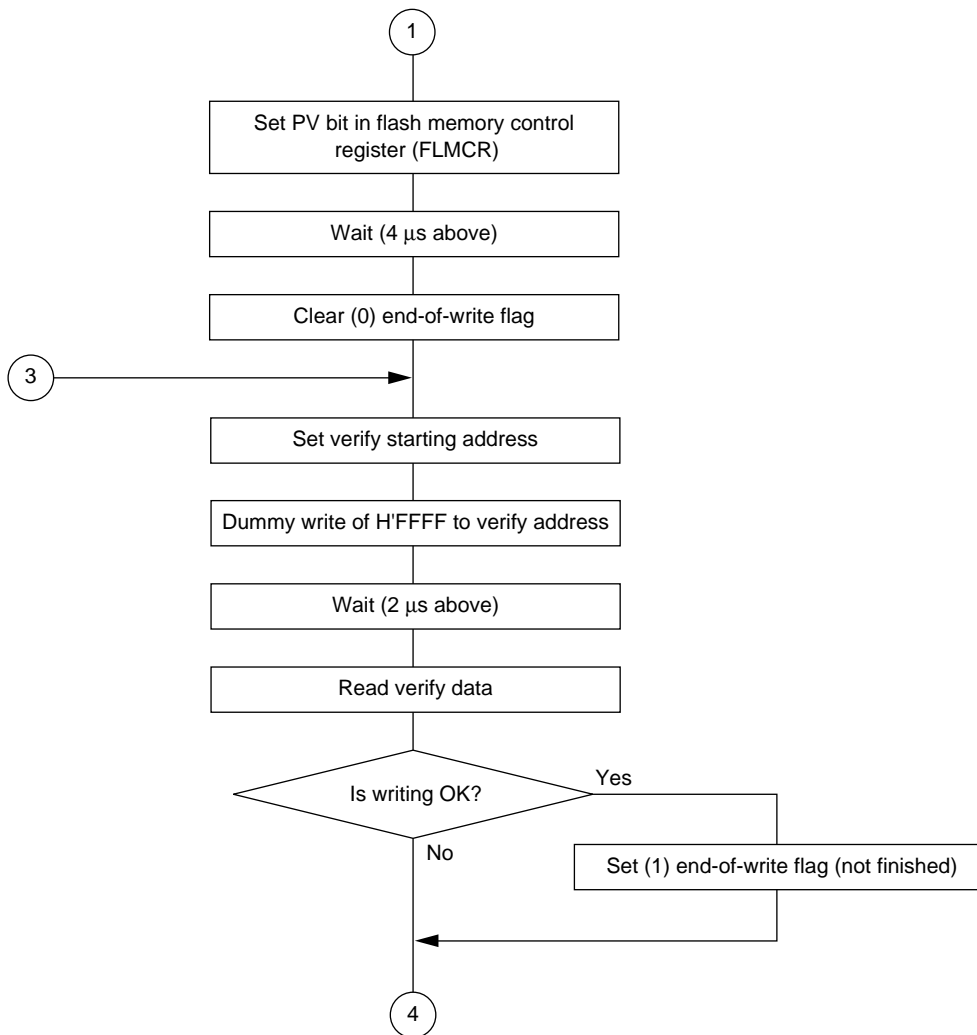 1
Set PV bit in flash memory control
register (FLMCR)
Wait (4 μs above)
Clear (0) end-of-write flag
3
Set verify starting address
Dummy write of H'FFFF to verify address
Wait (2 μs above)
Read verify data
Is writing OK?
Yes
No
Set (1) end-of-write flag (not finished)
4